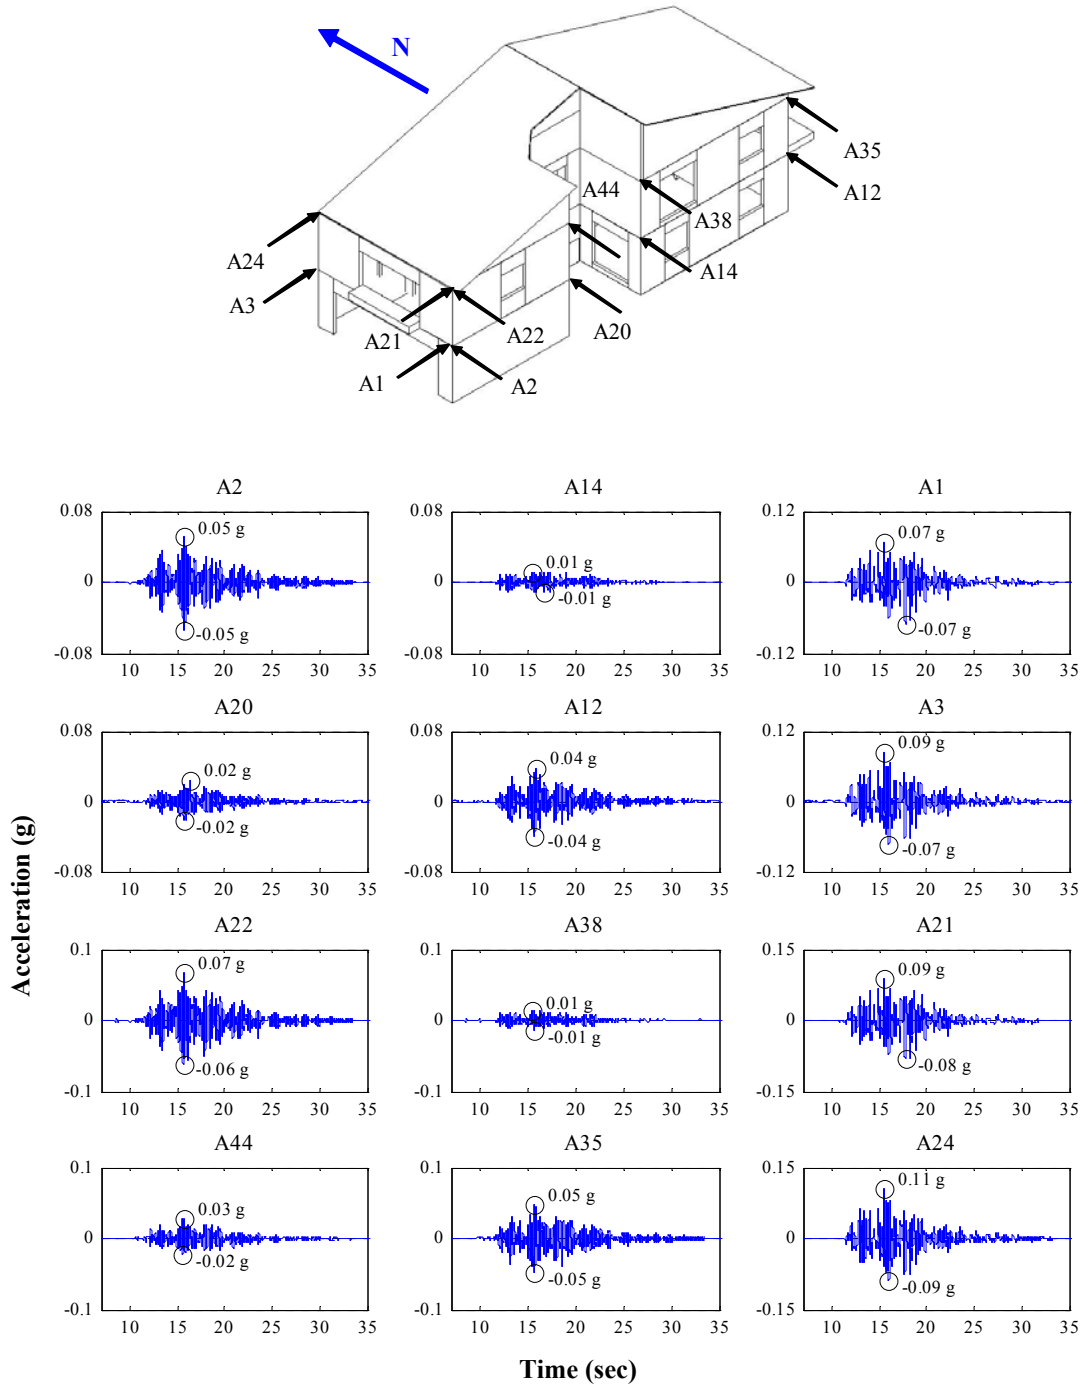 N
A35
A12
A44
A38
A14
A24
A3
A21
A22
A20
A1
A2
A2
A14
A1
0.08
0
-0.08
0.05 g
-0.05 g
10 15 20 25 30 35
0.08
0
-0.08
0.01 g
-0.01 g
10 15 20 25 30 35
0.12
0
-0.12
0.07 g
-0.07 g
10 15 20 25 30 35
A20
A12
A3
0.08
0
-0.08
0.02 g
-0.02 g
10 15 20 25 30 35
0.08
0
-0.08
0.04 g
-0.04 g
10 15 20 25 30 35
0.12
0
-0.12
0.09 g
-0.07 g
10 15 20 25 30 35
A22
A38
A21
0.1
0
-0.1
0.07 g
-0.06 g
10 15 20 25 30 35
0.1
0
-0.1
0.01 g
-0.01 g
10 15 20 25 30 35
0.15
0
-0.15
0.09 g
-0.08 g
10 15 20 25 30 35
A44
A35
A24
0.1
0
-0.1
0.03 g
-0.02 g
10 15 20 25 30 35
0.1
0
-0.1
0.05 g
-0.05 g
10 15 20 25 30 35
0.15
0
-0.15
0.11 g
-0.09 g
10 15 20 25 30 35
Acceleration (g)
Time (sec)